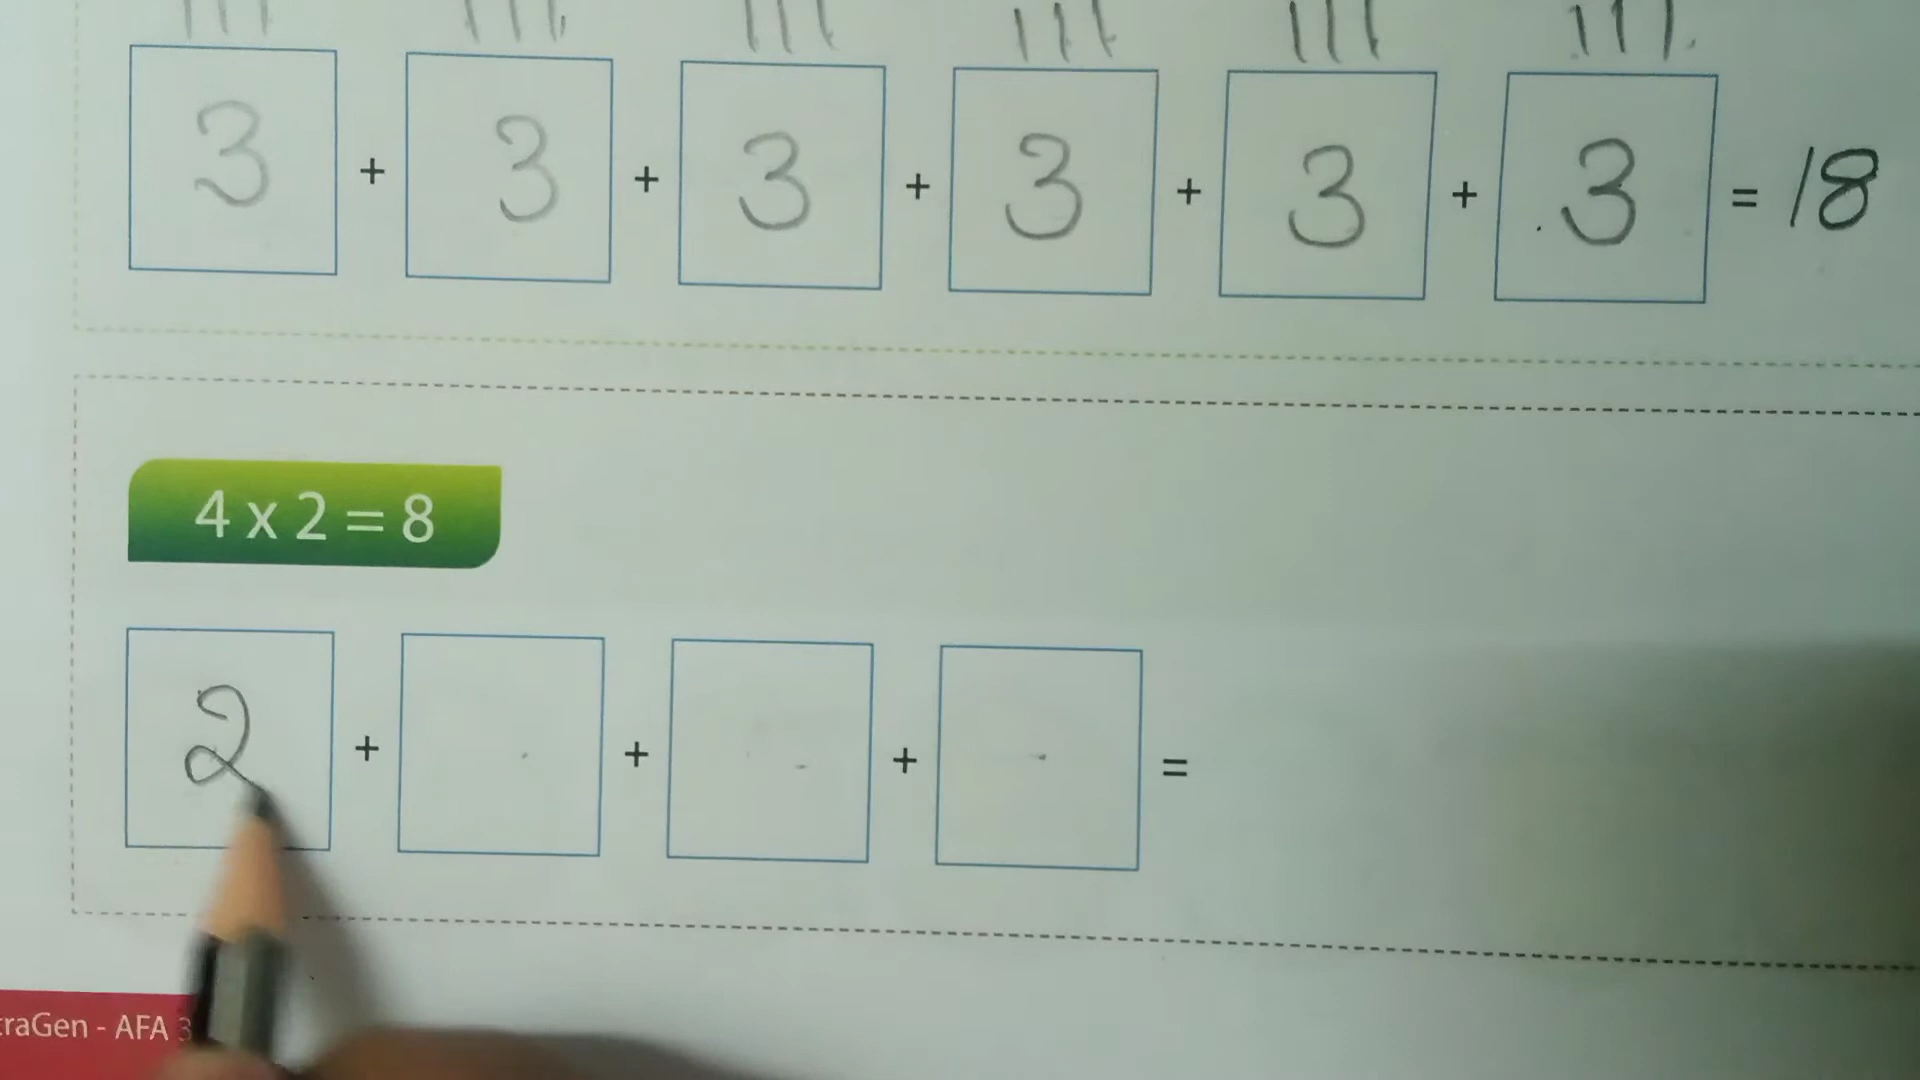 3 + 3 + 3 + 3 + 3 + 3 = 18
4 x 2 = 8
2 + + + =
raGen - AFA 3